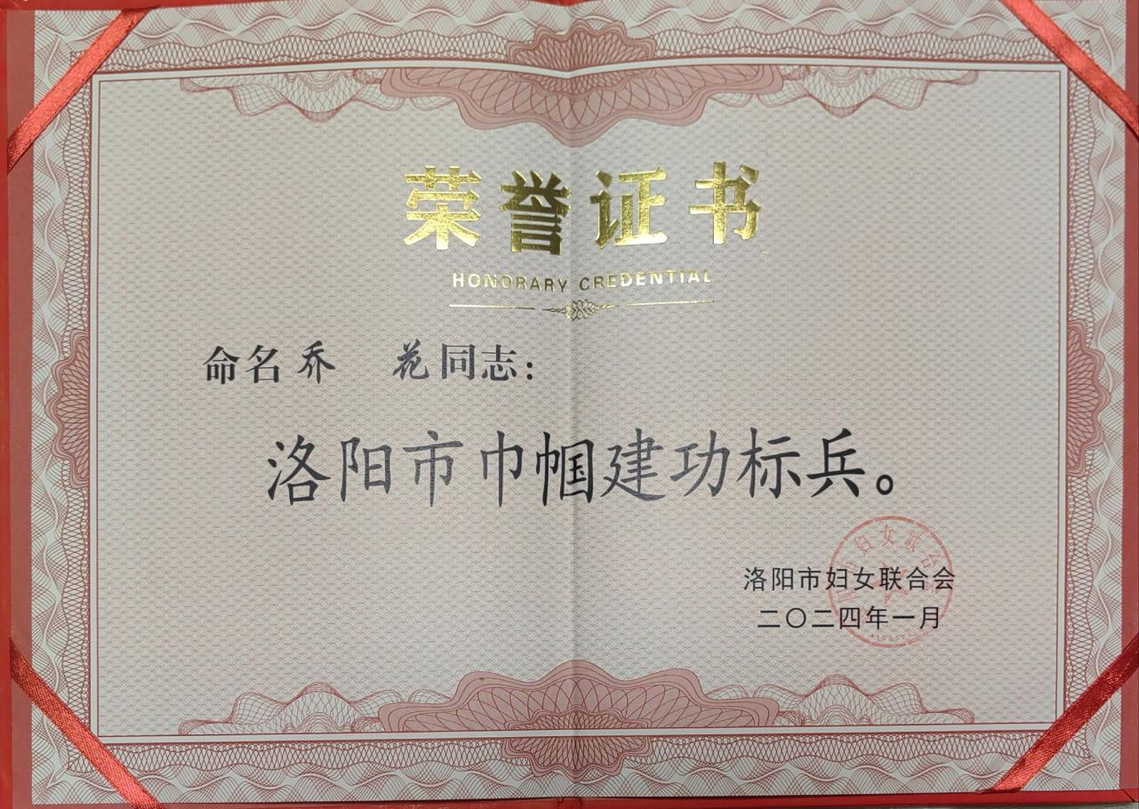 荣誉证书
HONORARY CREDENTIAL
命名乔 花同志:
洛阳市巾帼建功标兵。
洛阳市妇女联合会
二〇二四年一月